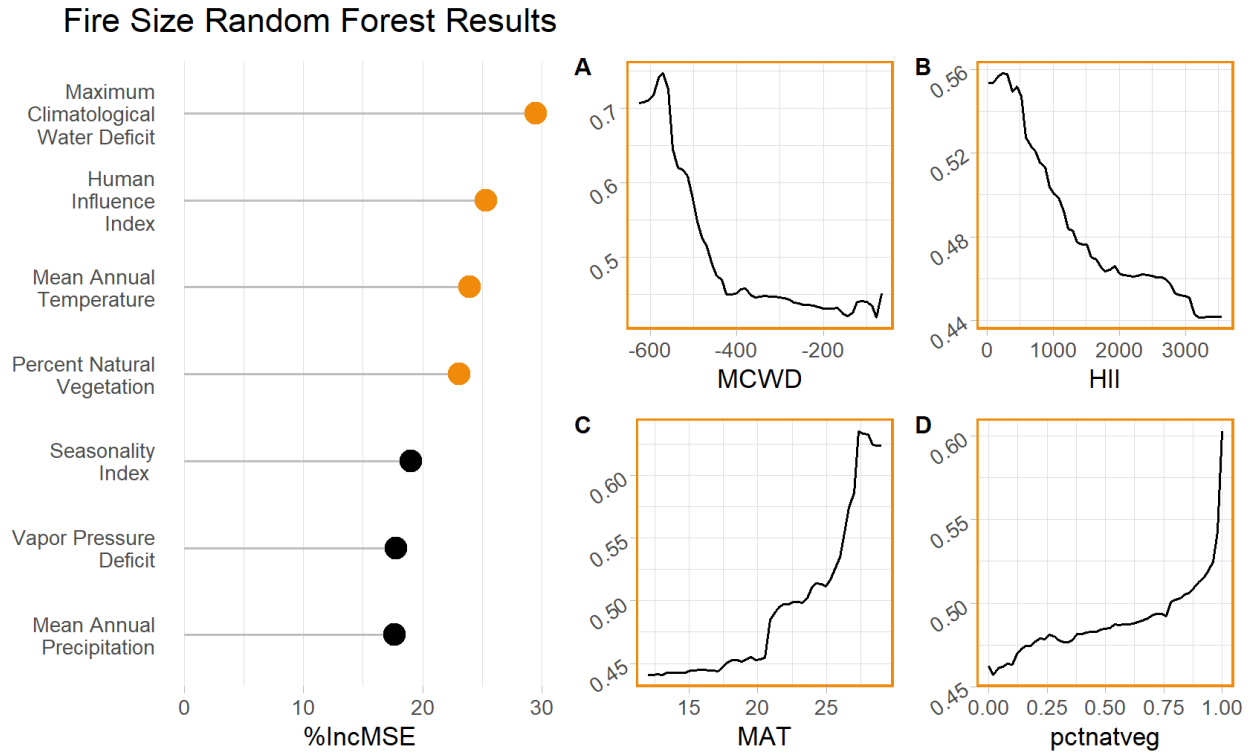 Fire Size Random Forest Results
Maximum
Climatological
Water Deficit
Human
Influence
Index
Mean Annual
Temperature
Percent Natural
Vegetation
Seasonality
Index
Vapor Pressure
Deficit
Mean Annual
Precipitation
0 10 20 30
%IncMSE
A
0.7
0.6
0.5
-600 -400 -200
MCWD
B
0.56
0.52
0.48
0.44
0 1000 2000 3000
HII
C
0.60
0.55
0.50
0.45
15 20 25
MAT
D
0.60
0.55
0.50
0.45
0.00 0.25 0.50 0.75 1.00
pctnatveg